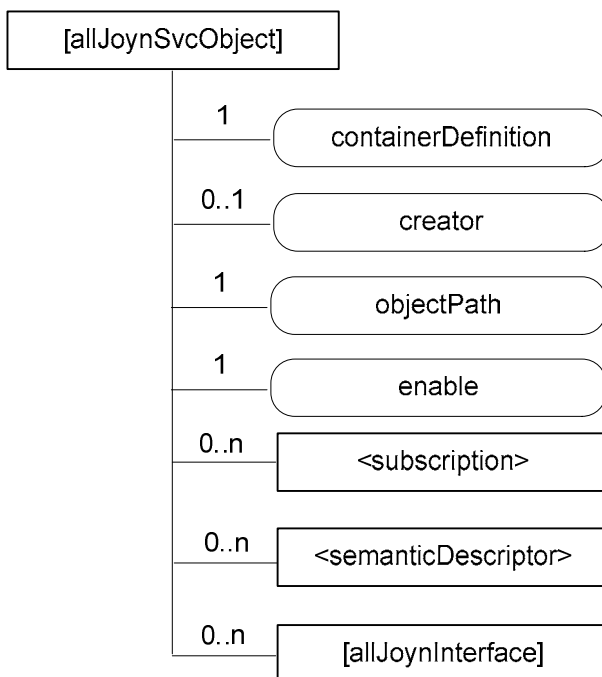 [allJoynSvcObject]
1
containerDefinition
0..1
creator
1
objectPath
1
enable
0..n
<subscription>
0..n
<semanticDescriptor>
0..n
[allJoynInterface]